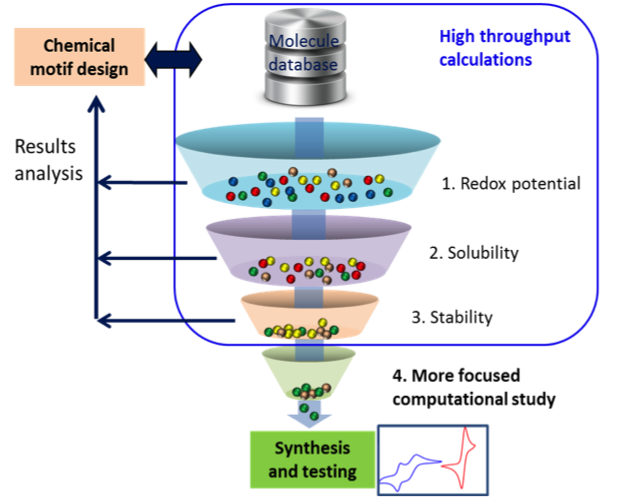 Chemical
motif design
Molecule
database
High throughput
calculations
Results
analysis
1. Redox potential
2. Solubility
3. Stability
4. More focused
computational study
Synthesis
and testing